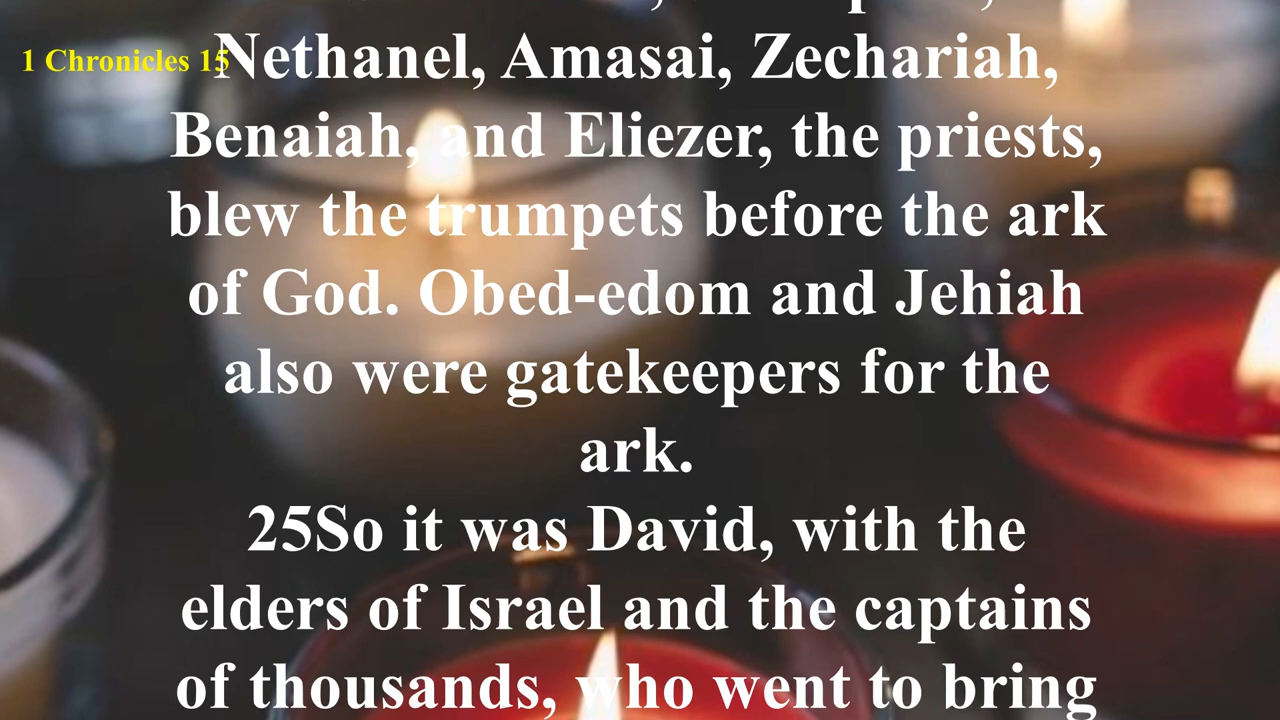 1 Chronicles 15
Nethanel, Amasai, Zechariah,
Benaiah, and Eliezer, the priests,
blew the trumpets before the ark
of God. Obed-edom and Jehiah
also were gatekeepers for the
ark.
25So it was David, with the
elders of Israel and the captains
of thousands, who went to bring